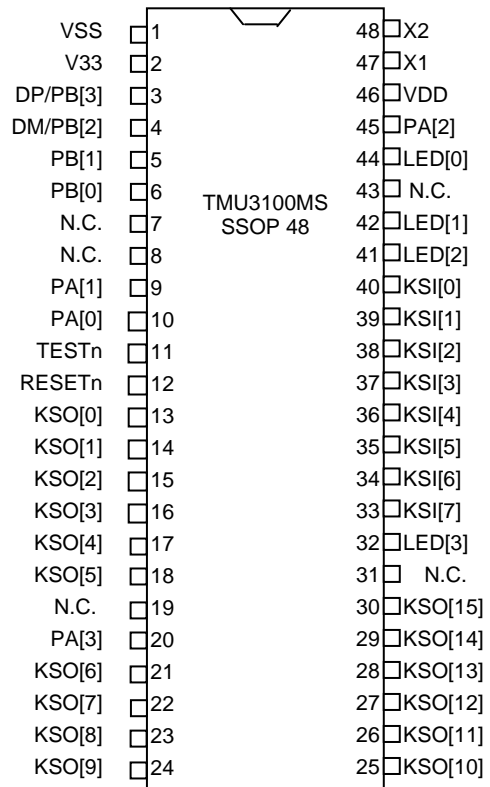 VSS 1 48 X2
V33 2 47 X1
DP/PB[3] 3 46 VDD
DM/PB[2] 4 45 PA[2]
PB[1] 5 44 LED[0]
PB[0] 6 43 N.C.
TMU3100MS
N.C. 7 42 LED[1]
SSOP 48
N.C. 8 41 LED[2]
PA[1] 9 40 KSI[0]
PA[0] 10 39 KSI[1]
TESTn 11 38 KSI[2]
RESETn 12 37 KSI[3]
KSO[0] 13 36 KSI[4]
KSO[1] 14 35 KSI[5]
KSO[2] 15 34 KSI[6]
KSO[3] 16 33 KSI[7]
KSO[4] 17 32 LED[3]
KSO[5] 18 31 N.C.
N.C. 19 30 KSO[15]
PA[3] 20 29 KSO[14]
KSO[6] 21 28 KSO[13]
KSO[7] 22 27 KSO[12]
KSO[8] 23 26 KSO[11]
KSO[9] 24 25 KSO[10]